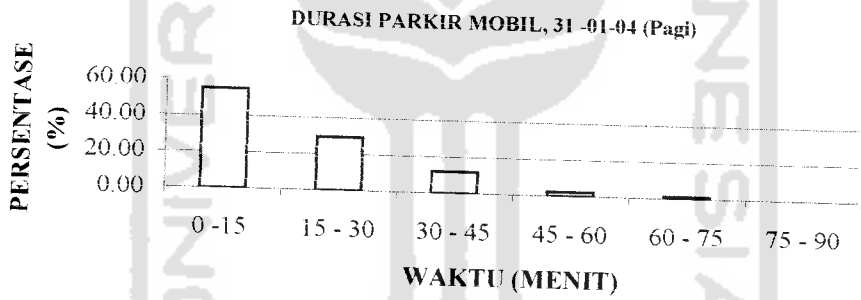 DURASI PARKIR MOBIL, 31 -01-04 (Pagi)
PERSENTASE
(%)
60.00
40.00
20.00
0.00
0 -15
15 - 30
30 - 45
45 - 60
60 - 75
75 - 90
WAKTU (MENIT)